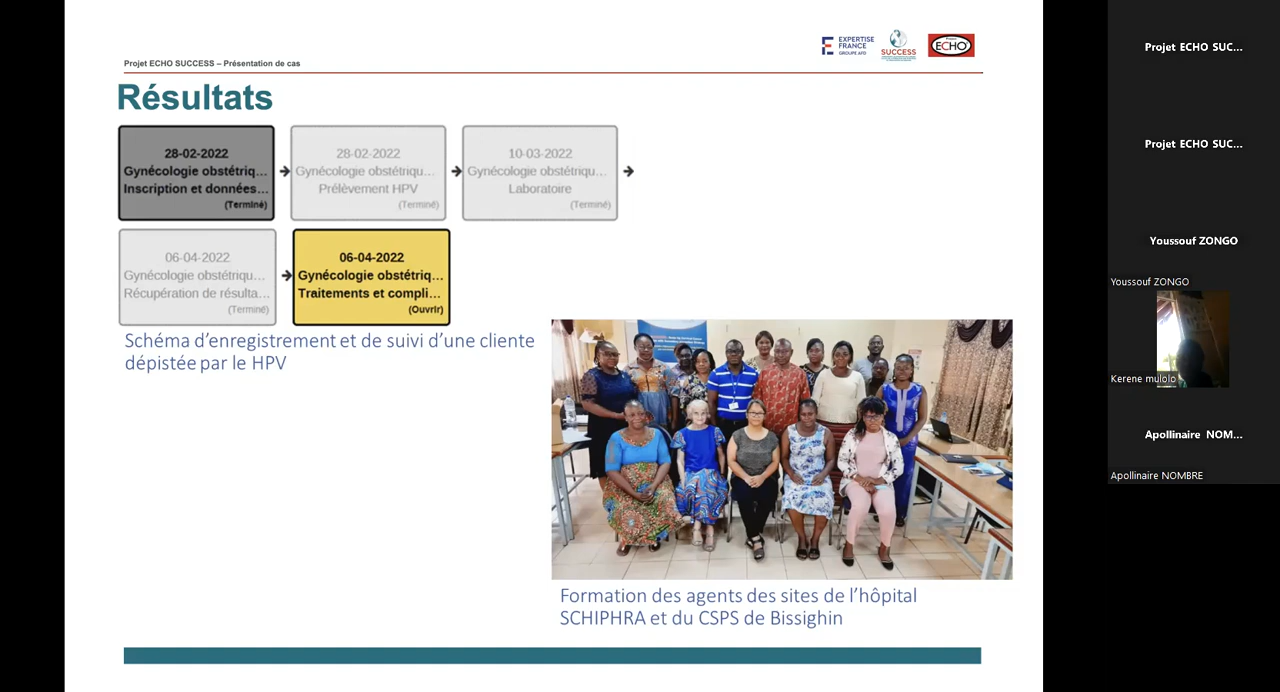 Projet ECHO SUCCESS – Présentation de cas
EXPERTISE
FRANCE
GROUPE AFD
SUCCESS
ECHO
Résultats
28-02-2022
Gynécologie obstétriq...
Inscription et données...
(Terminé)
28-02-2022
Gynécologie obstétriqu...
Prélèvement HPV
(Terminé)
10-03-2022
Gynécologie obstétriqu...
Laboratoire
(Terminé)
06-04-2022
Gynécologie obstétriqu...
Récupération de résulta...
(Terminé)
06-04-2022
Gynécologie obstétriq...
Traitements et compli...
(Ouvrir)
Schéma d’enregistrement et de suivi d’une cliente
dépistée par le HPV
Formation des agents des sites de l’hôpital
SCHIPHRA et du CSPS de Bissighin
Projet ECHO SUC...
Projet ECHO SUC...
Youssouf ZONGO
Youssouf ZONGO
Kerene mulolo
Apollinaire NOM...
Apollinaire NOMBRE